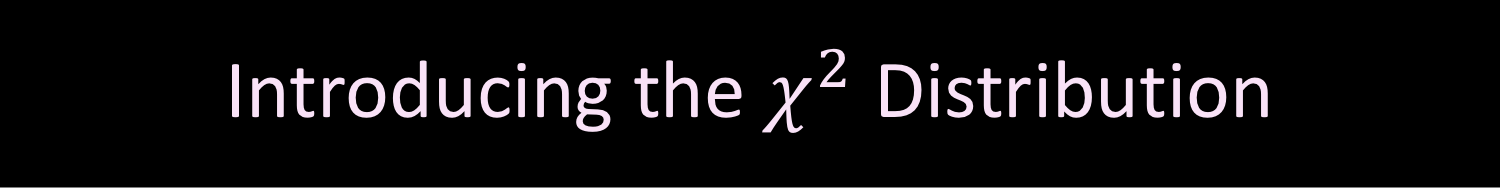 Introducing the χ² Distribution